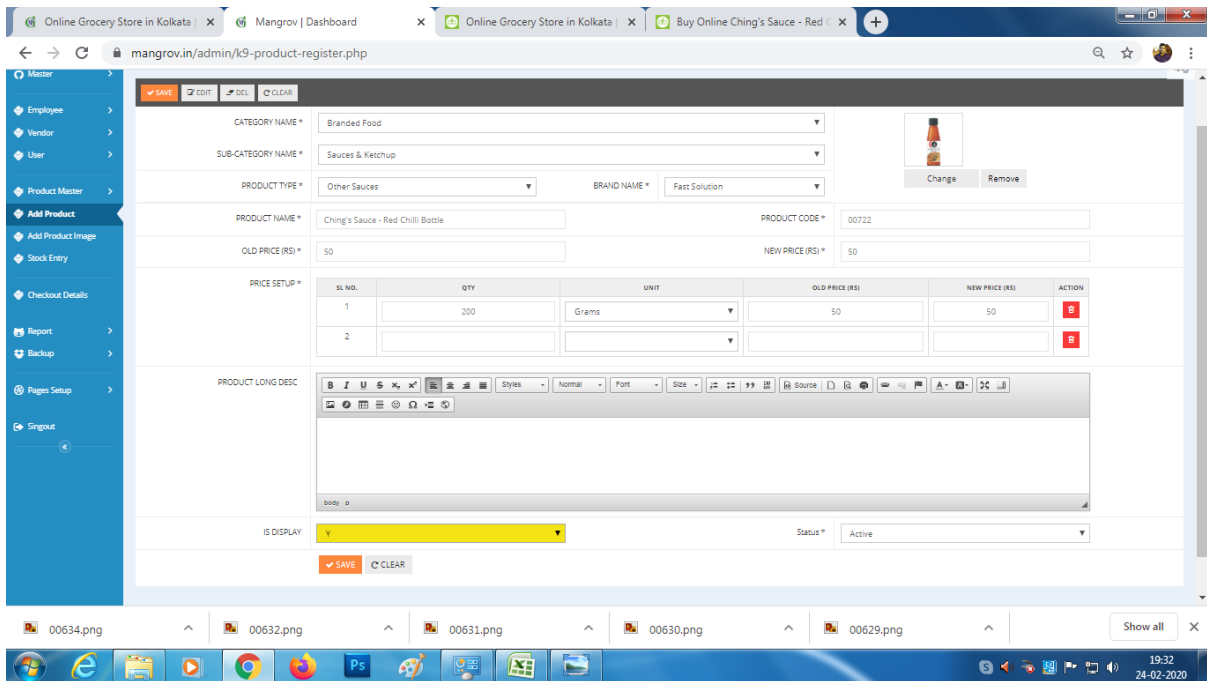 Online Grocery Store in Kolkata |
Mangrov | Dashboard
Online Grocery Store in Kolkata |
Buy Online Ching's Sauce - Red C
mangrov.in/admin/k9-product-register.php
Master
Employee
Vendor
User
Product Master
Add Product
Add Product Image
Stock Entry
Checkout Details
Report
Backup
Pages Setup
Singout
SAVE EDIT DEL CLEAR
CATEGORY NAME * Branded Food
SUB-CATEGORY NAME * Sauces & Ketchup
PRODUCT TYPE * Other Sauces BRAND NAME * Fast Solution
Change Remove
PRODUCT NAME * Ching's Sauce - Red Chilli Bottle PRODUCT CODE * 00722
OLD PRICE (RS) * 50 NEW PRICE (RS) * 50
PRICE SETUP *
SL NO. QTY UNIT OLD PRICE (RS) NEW PRICE (RS) ACTION
1 200 Grams 50 50
2
PRODUCT LONG DESC
B I U S x₂ x² Styles Normal Font Size Source A A
Ω
body p
IS DISPLAY Y Status * Active
SAVE CLEAR
00634.png 00632.png 00631.png 00630.png 00629.png Show all
Ps
S
19:32
24-02-2020